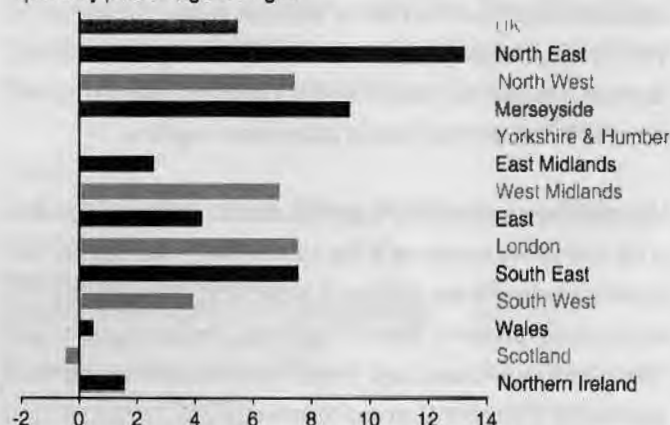 UK
North East
North West
Merseyside
Yorkshire & Humber
East Midlands
West Midlands
East
London
South East
South West
Wales
Scotland
Northern Ireland
-2 0 2 4 6 8 10 12 14